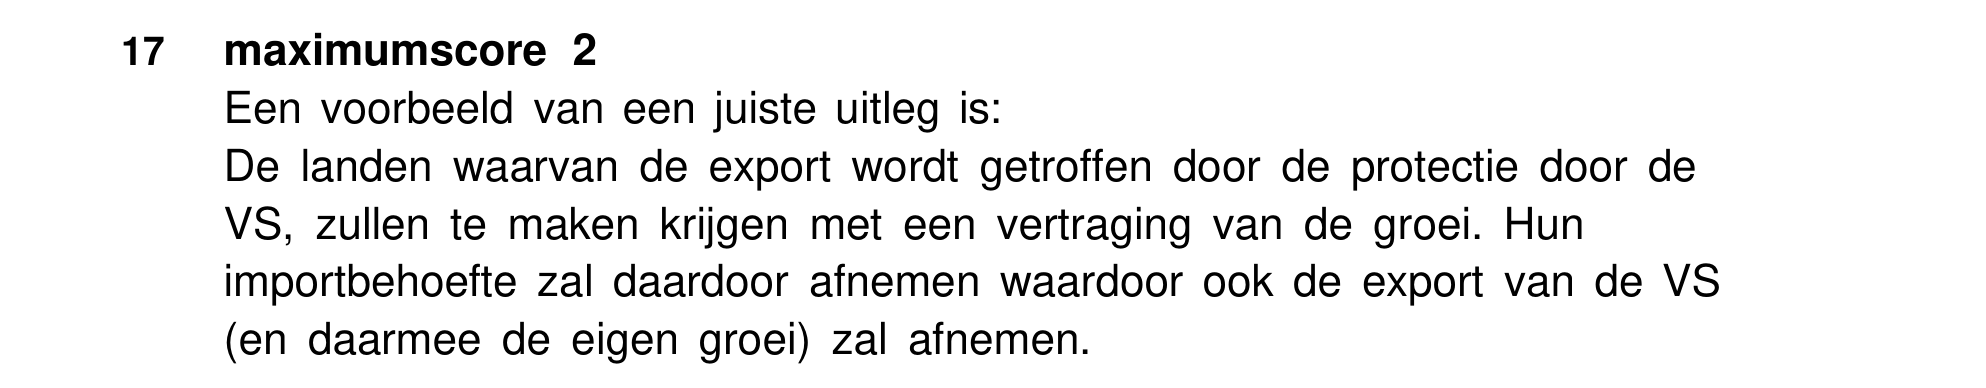 17 maximumscore 2
Een voorbeeld van een juiste uitleg is:
De landen waarvan de export wordt getroffen door de protectie door de
VS, zullen te maken krijgen met een vertraging van de groei. Hun
importbehoefte zal daardoor afnemen waardoor ook de export van de VS
(en daarmee de eigen groei) zal afnemen.